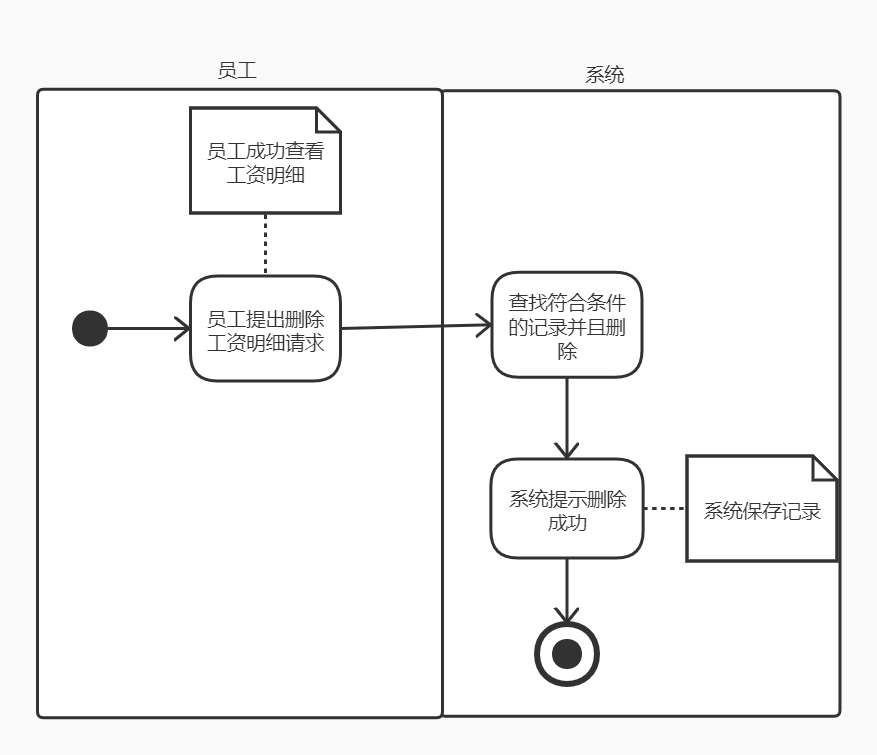 员工
系统
员工成功查看
工资明细
员工提出删除
工资明细请求
查找符合条件
的记录并且删
除
系统提示删除
成功
系统保存记录